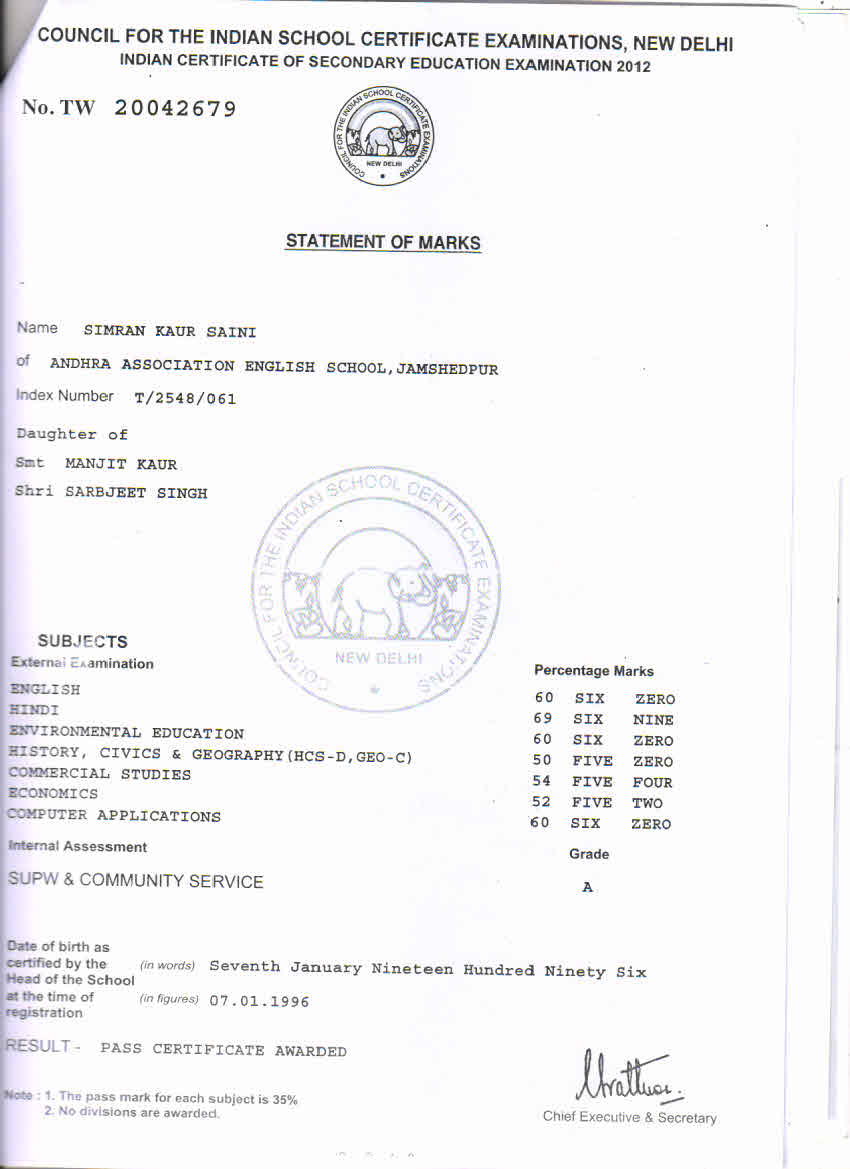 COUNCIL FOR THE INDIAN SCHOOL CERTIFICATE EXAMINATIONS, NEW DELHI
INDIAN CERTIFICATE OF SECONDARY EDUCATION EXAMINATION 2012
No. TW 20042679
COUNCIL FOR THE INDIAN SCHOOL CERTIFICATE EXAMINATIONS
NEW DELHI
STATEMENT OF MARKS
Name SIMRAN KAUR SAINI
of ANDHRA ASSOCIATION ENGLISH SCHOOL,JAMSHEDPUR
Index Number T/2548/061
Daughter of
Smt MANJIT KAUR
Shri SARBJEET SINGH
COUNCIL FOR THE INDIAN SCHOOL CERTIFICATE EXAMINATIONS
NEW DELHI
SUBJECTS
External Examination Percentage Marks
ENGLISH 60 SIX ZERO
HINDI 69 SIX NINE
ENVIRONMENTAL EDUCATION 60 SIX ZERO
HISTORY, CIVICS & GEOGRAPHY(HCS-D,GEO-C) 50 FIVE ZERO
COMMERCIAL STUDIES 54 FIVE FOUR
ECONOMICS 52 FIVE TWO
COMPUTER APPLICATIONS 60 SIX ZERO
Internal Assessment Grade
SUPW & COMMUNITY SERVICE A
Date of birth as
certified by the (in words) Seventh January Nineteen Hundred Ninety Six
Head of the School
at the time of (in figures) 07.01.1996
registration
RESULT - PASS CERTIFICATE AWARDED
Note : 1. The pass mark for each subject is 35%
2. No divisions are awarded.
Chief Executive & Secretary